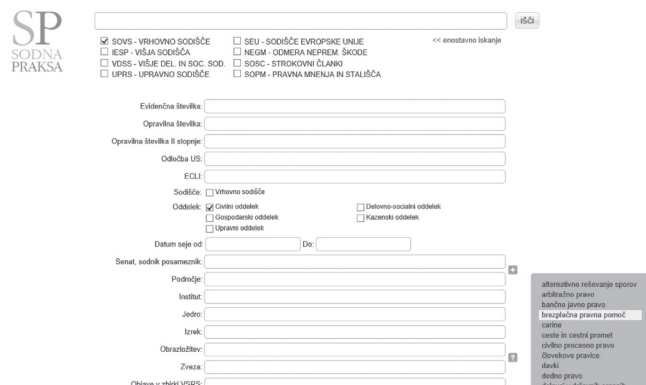 SP
SODNA
PRAKSA
IŠČI
SOVS - VRHOVNO SODIŠČE
SEU - SODIŠČE EVROPSKE UNIJE
<< enostavno iskanje
IESP - VIŠJA SODIŠČA
NEGM - ODMERA NEPREM. ŠKODE
VDSS - VIŠJE DEL. IN SOC. SOD.
SOSC - STROKOVNI ČLANKI
UPRS - UPRAVNO SODIŠČE
SOPM - PRAVNA MNENJA IN STALIŠČA
Evidenčna številka:
Opravilna številka:
Opravilna številka II stopnje:
Odločba US:
ECLI:
Sodišče: Vrhovno sodišče
Oddelek: Civilni oddelek
Delovno-socialni oddelek
Gospodarski oddelek
Kazenski oddelek
Upravni oddelek
Datum seje od:
Do:
Senat, sodnik posameznik:
+
Področje:
Institut:
Jedro:
Izrek:
Obrazložitev:
?
Zveza:
Objave v zbirki VSRS:
alternativno reševanje sporov
arbitražno pravo
bančno javno pravo
brezplačna pravna pomoč
carine
ceste in cestni promet
civilno procesno pravo
človekove pravice
davki
dedno pravo